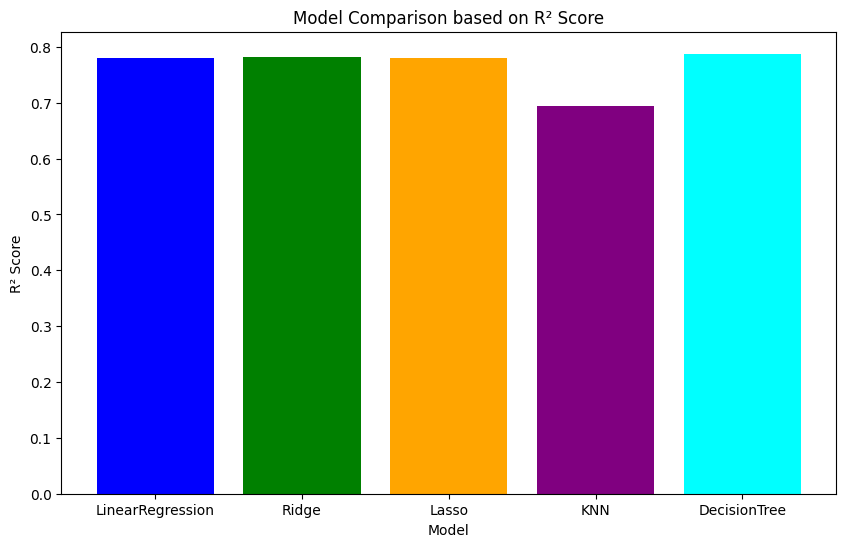 Model Comparison based on R² Score
0.8
0.7
0.6
0.5
0.4
0.3
0.2
0.1
0.0
R² Score
LinearRegression Ridge Lasso KNN DecisionTree
Model